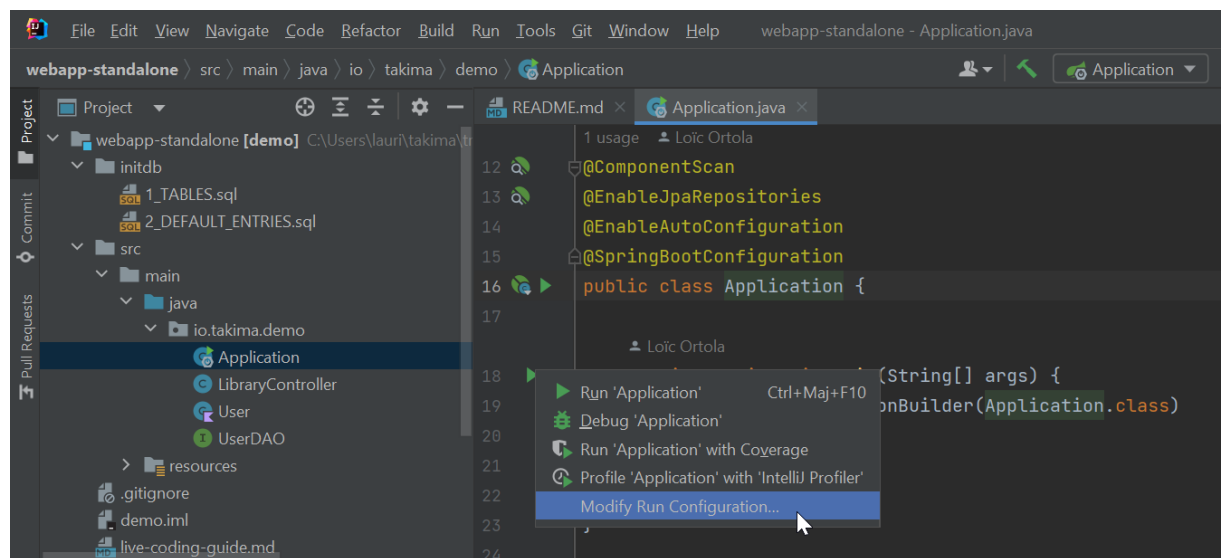 File Edit View Navigate Code Refactor Build Run Tools Git Window Help webapp-standalone - Application.java
webapp-standalone src main java io takima demo Application Application
Project
Commit
Pull Requests
Project
webapp-standalone [demo] C:\Users\lauri\takima\tr
initdb
1_TABLES.sql
2_DEFAULT_ENTRIES.sql
src
main
java
io.takima.demo
Application
LibraryController
User
UserDAO
resources
.gitignore
demo.iml
live-coding-guide.md
README.md Application.java
1 usage Loïc Ortola
12 @ComponentScan
13 @EnableJpaRepositories
14 @EnableAutoConfiguration
15 @SpringBootConfiguration
16 public class Application {
17
Loïc Ortola
18 (String[] args) {
19 onBuilder(Application.class)
20
21
22
23 }
24
Run 'Application' Ctrl+Maj+F10
Debug 'Application'
Run 'Application' with Coverage
Profile 'Application' with 'IntelliJ Profiler'
Modify Run Configuration...